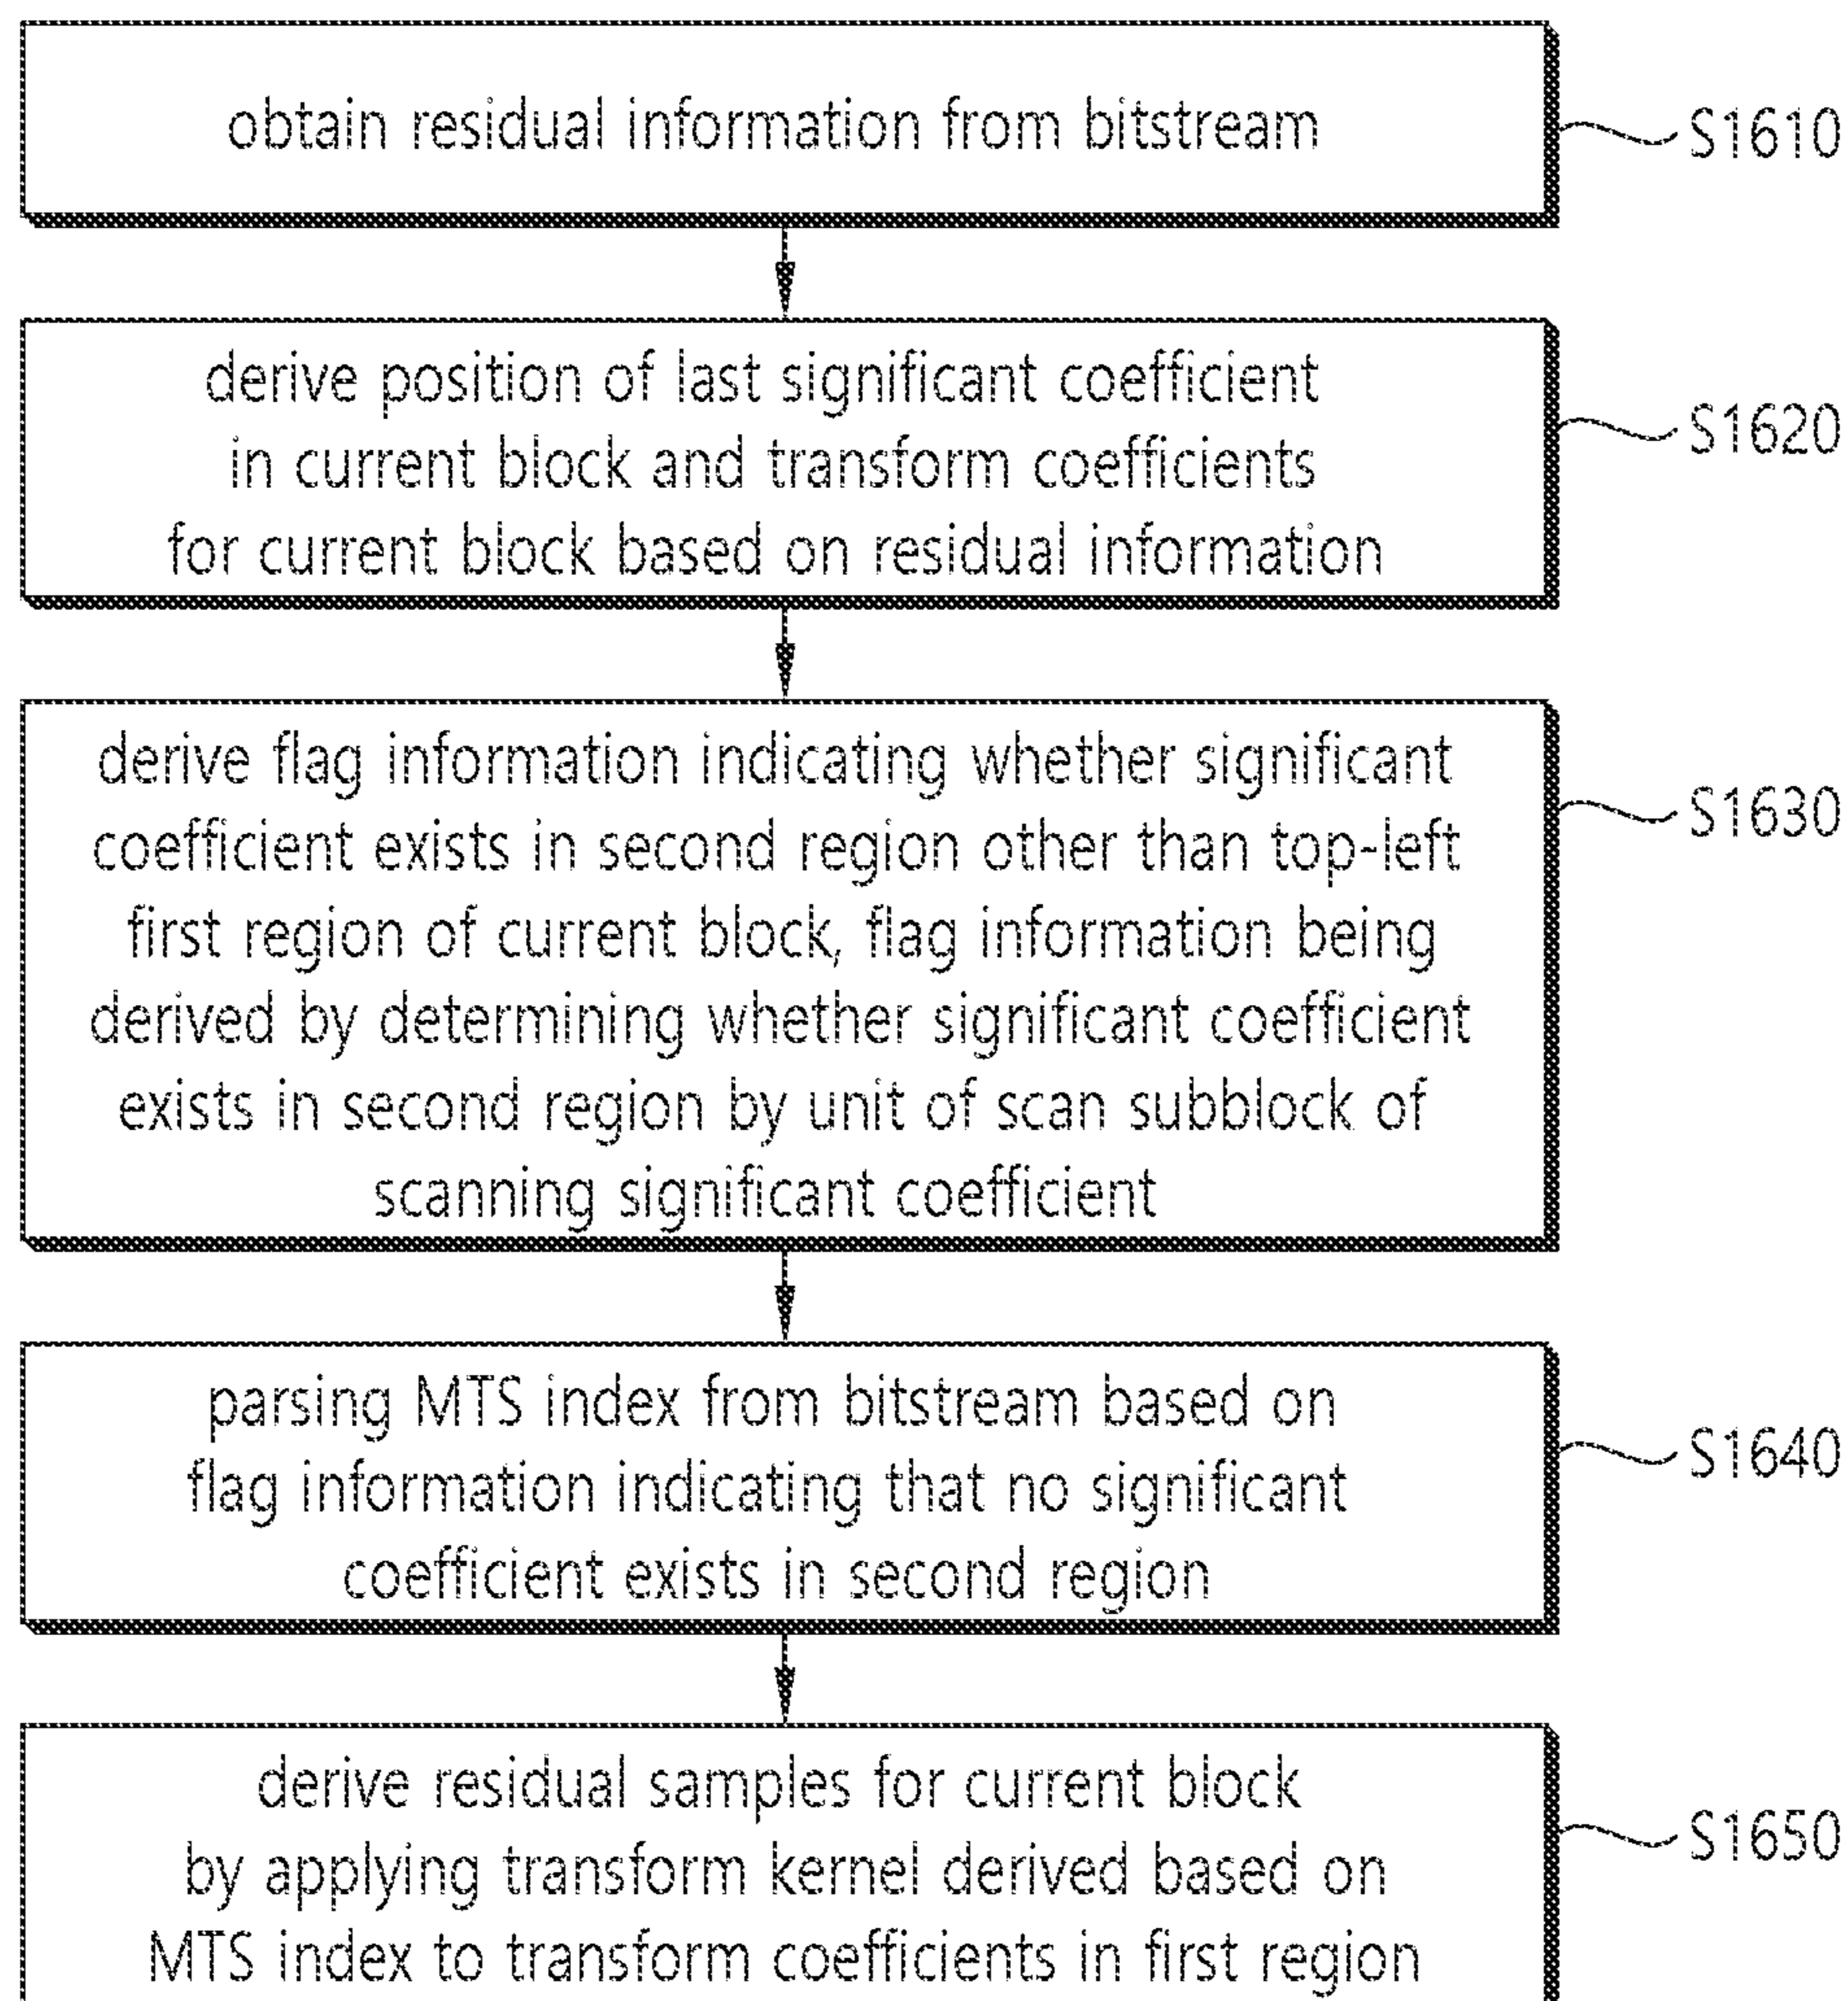 obtain residual information from bitstream
S1610
derive position of last significant coefficient
in current block and transform coefficients
for current block based on residual information
S1620
derive flag information indicating whether significant
coefficient exists in second region other than top-left
first region of current block, flag information being
derived by determining whether significant coefficient
exists in second region by unit of scan subblock of
scanning significant coefficient
S1630
parsing MTS index from bitstream based on
flag information indicating that no significant
coefficient exists in second region
S1640
derive residual samples for current block
by applying transform kernel derived based on
MTS index to transform coefficients in first region
S1650